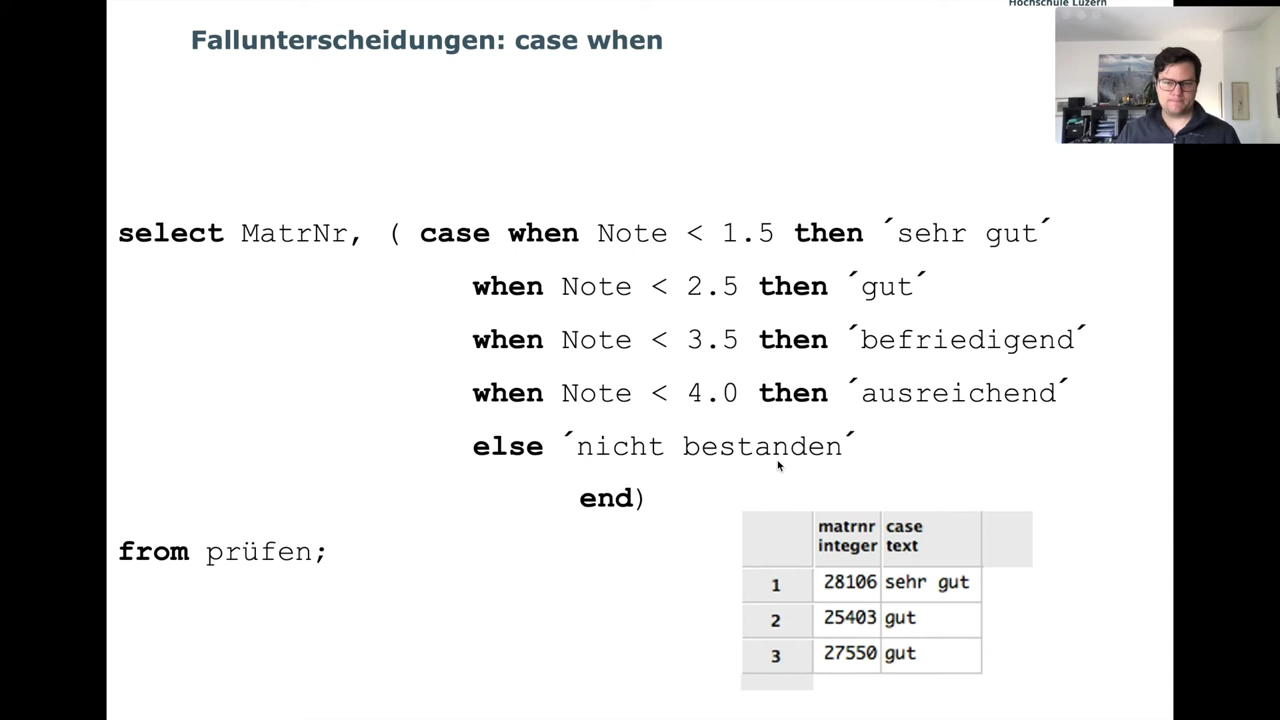 Hochschule Luzern
Fallunterscheidungen: case when
select MatrNr, ( case when Note < 1.5 then ´sehr gut´
when Note < 2.5 then ´gut´
when Note < 3.5 then ´befriedigend´
when Note < 4.0 then ´ausreichend´
else ´nicht bestanden´
end)
from prüfen;
matrnr case
integer text
1 28106 sehr gut
2 25403 gut
3 27550 gut